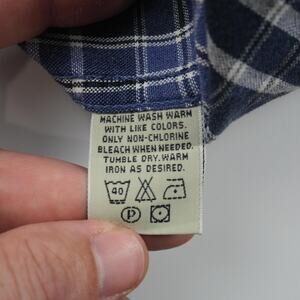 MACHINE WASH WARM
WITH LIKE COLORS.
ONLY NON-CHLORINE
BLEACH WHEN NEEDED.
TUMBLE DRY. WARM
IRON AS DESIRED.
40
P